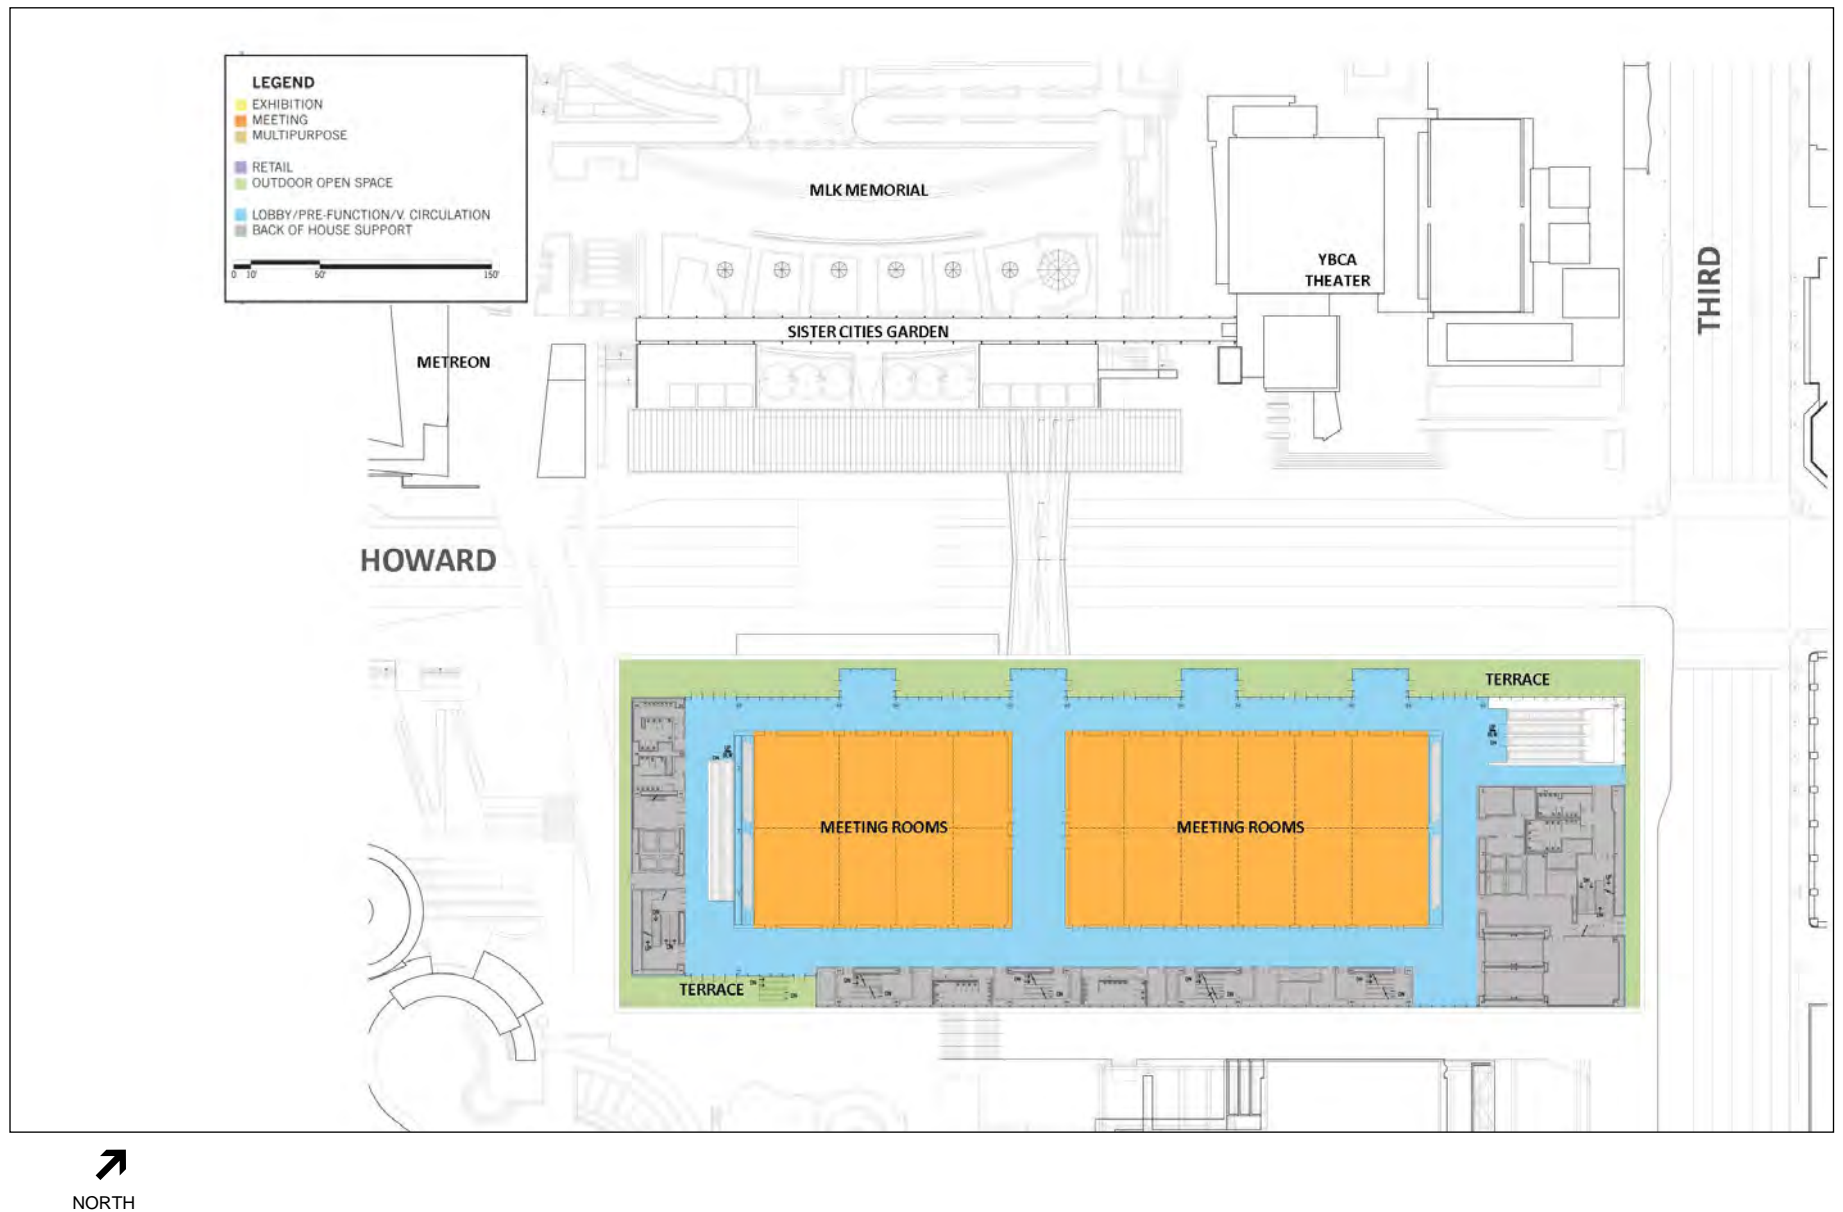 LEGEND
EXHIBITION
MEETING
MULTIPURPOSE
RETAIL
OUTDOOR OPEN SPACE
LOBBY/PRE-FUNCTION/V. CIRCULATION
BACK OF HOUSE SUPPORT
0 10' 50' 150'
MLK MEMORIAL
YBCA
THEATER
THIRD
SISTER CITIES GARDEN
METREON
HOWARD
TERRACE
MEETING ROOMS
MEETING ROOMS
TERRACE
NORTH